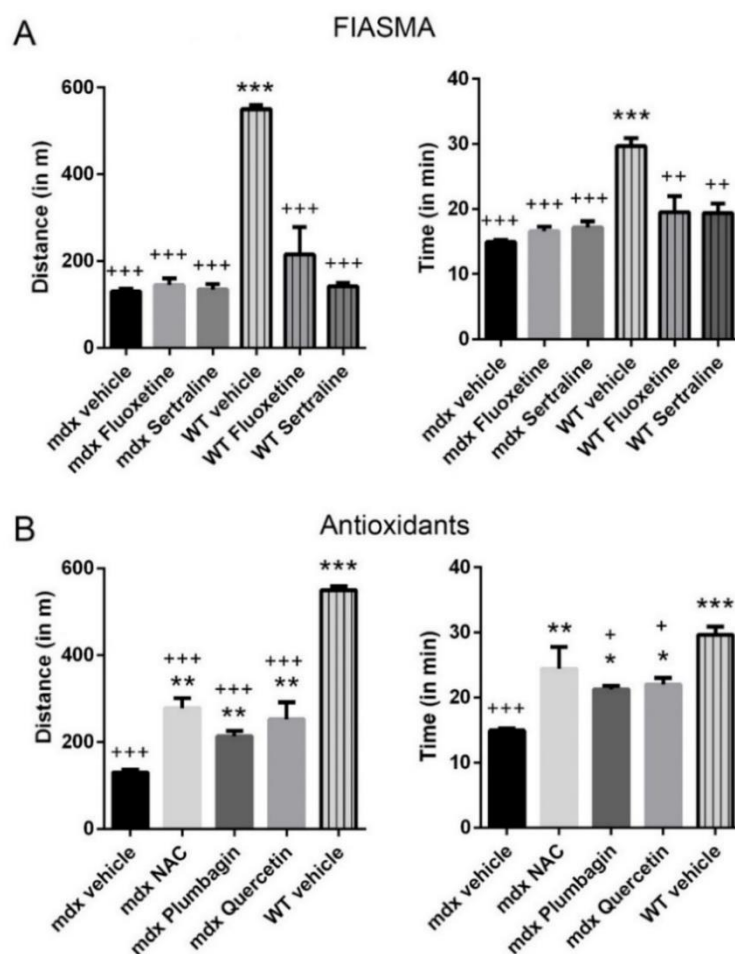 A
FIASMA
Distance (in m)
600
400
200
0
+++
+++
+++
***
+++
+++
mdx vehicle
mdx Fluoxetine
mdx Sertraline
WT vehicle
WT Fluoxetine
WT Sertraline
Time (in min)
40
30
20
10
0
+++
+++
+++
***
++
++
mdx vehicle
mdx Fluoxetine
mdx Sertraline
WT vehicle
WT Fluoxetine
WT Sertraline
B
Antioxidants
Distance (in m)
600
400
200
0
+++
+++
**
+++
**
+++
**
***
mdx vehicle
mdx NAC
mdx Plumbagin
mdx Quercetin
WT vehicle
Time (in min)
40
30
20
10
0
+++
**
+
*
+
*
***
mdx vehicle
mdx NAC
mdx Plumbagin
mdx Quercetin
WT vehicle